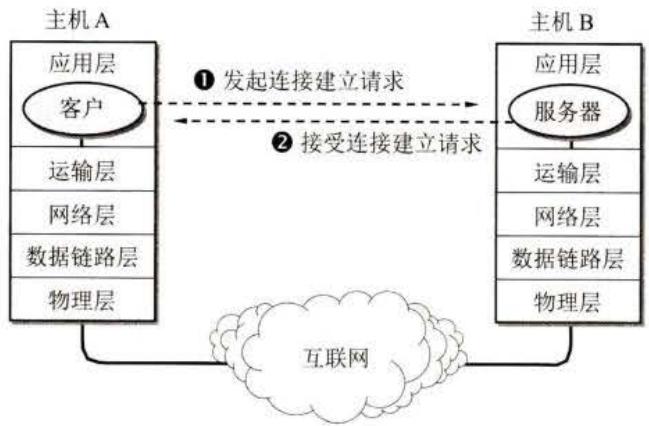 主机 A
主机 B
应用层
应用层
❶ 发起连接建立请求
客户
服务器
❷ 接受连接建立请求
运输层
运输层
网络层
网络层
数据链路层
数据链路层
物理层
物理层
互联网